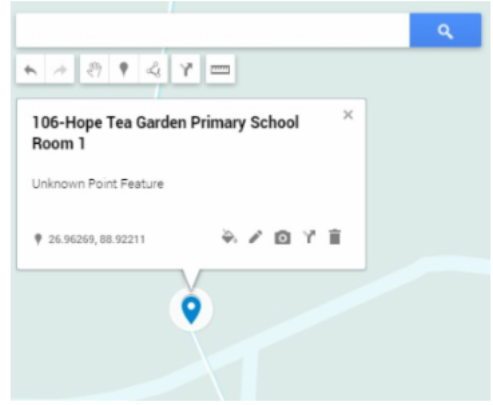 106-Hope Tea Garden Primary School
Room 1
Unknown Point Feature
26.96269, 88.92211